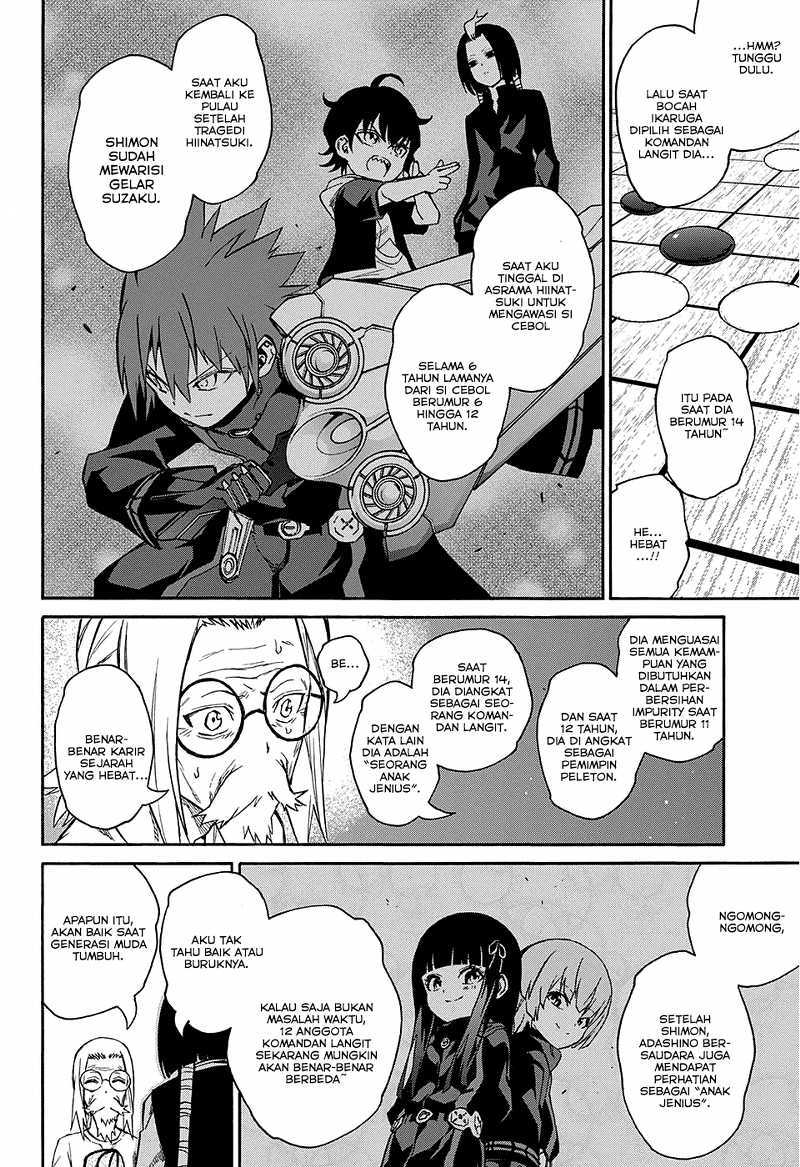 ...HMM?
TUNGGU
DULU.
LALU SAAT
BOCAH
IKARUGA
DIPILIH SEBAGAI
KOMANDAN
LANGIT DIA...
ITU PADA
SAAT DIA
BERUMUR 14
TAHUN~
HE...
HEBAT
...!!
SAAT AKU
TINGGAL DI
ASRAMA HIINAT-
SUKI UNTUK
MENGAWASI SI
CEBOL
SELAMA 6
TAHUN LAMANYA
DARI SI CEBOL
BERUMUR 6
HINGGA 12
TAHUN.
SAAT AKU
KEMBALI KE
PULAU
SETELAH
TRAGEDI
HIINATSUKI.
SHIMON
SUDAH
MEWARISI
GELAR
SUZAKU.
DIA MENGUASAI
SEMUA KEMAM-
PUAN YANG
DIBUTUHKAN
DALAM PER-
BERSIHAN
IMPURITY SAAT
BERUMUR 11
TAHUN.
DAN SAAT
12 TAHUN,
DIA DI ANGKAT
SEBAGAI
PEMIMPIN
PELETON.
SAAT
BERUMUR 14,
DIA DIANGKAT
SEBAGAI SEO-
RANG KOMAN-
DAN LANGIT.
DENGAN
KATA LAIN
DIA ADALAH
"SEORANG
ANAK
JENIUS".
BE...
BENAR-
BENAR KARIR
SEJARAH
YANG HEBAT...
NGOMONG-
NGOMONG,
SETELAH
SHIMON,
ADASHINO BER-
SAUDARA JUGA
MENDAPAT
PERHATIAN
SEBAGAI "ANAK
JENIUS".
AKU TAK
TAHU BAIK ATAU
BURUKNYA.
KALAU SAJA BUKAN
MASALAH WAKTU,
12 ANGGOTA
KOMANDAN LANGIT
SEKARANG MUNGKIN
AKAN BENAR-BENAR
BERBEDA~
APAPUN ITU,
AKAN BAIK SAAT
GENERASI MUDA
TUMBUH.